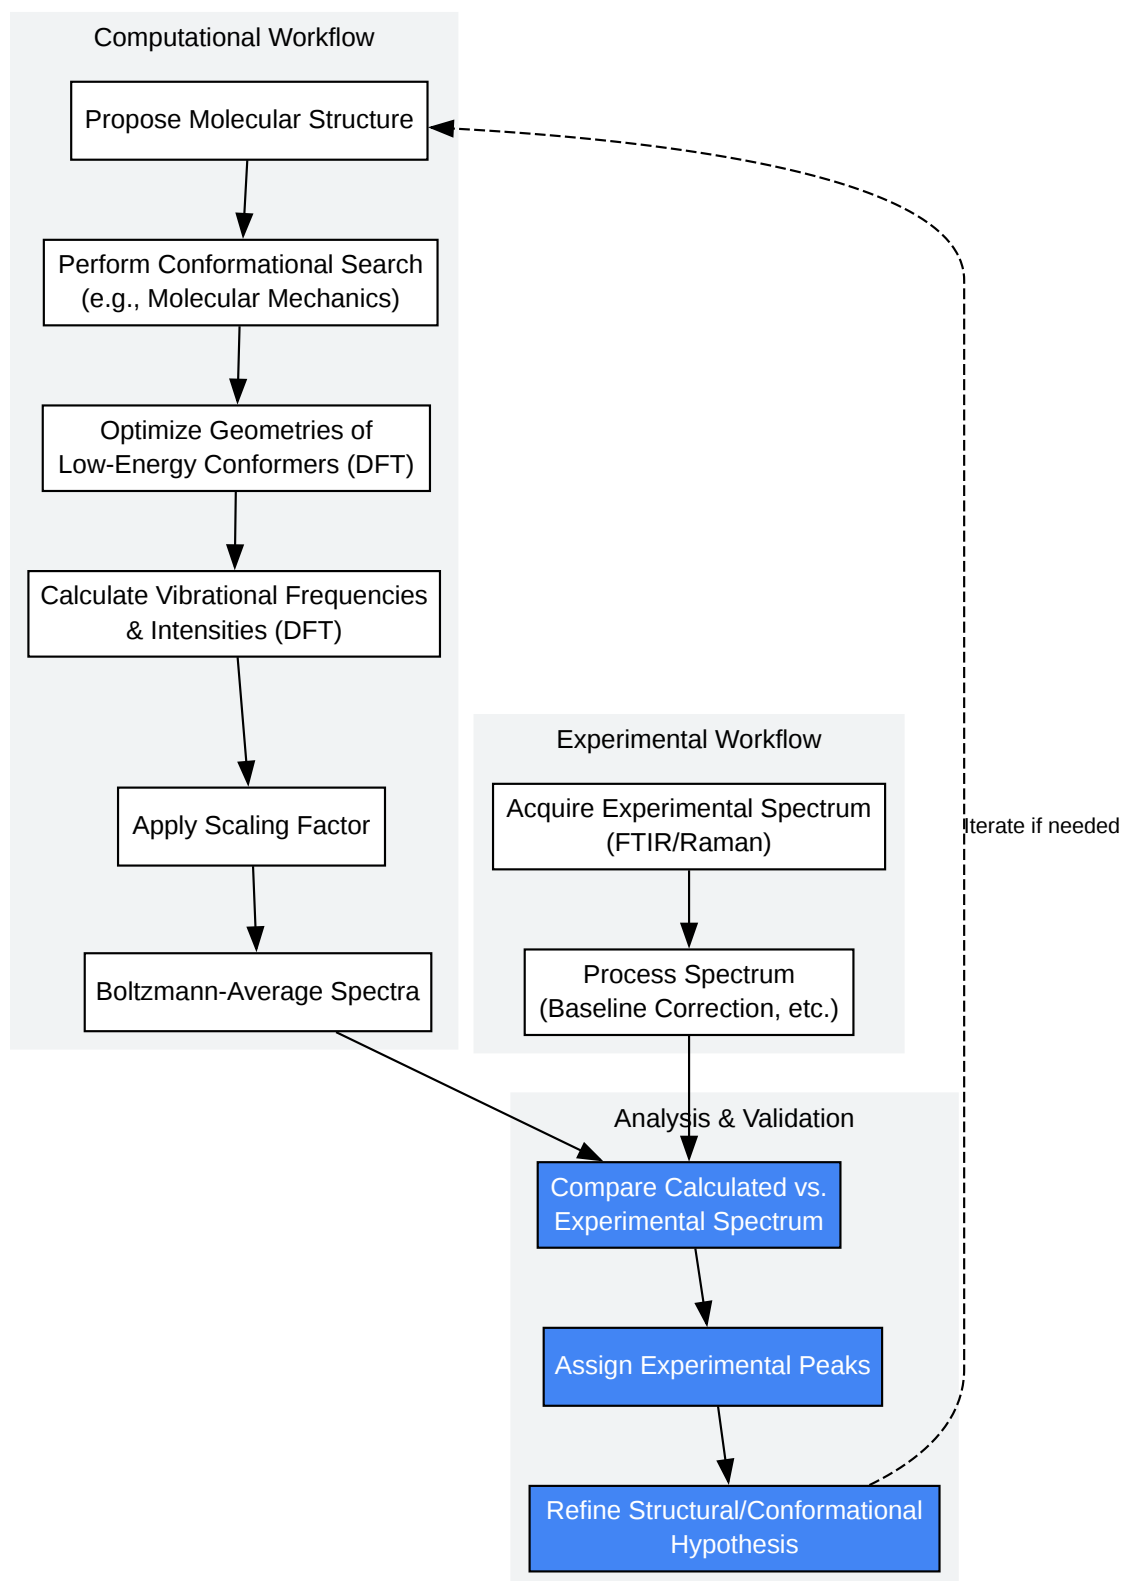 Computational Workflow
Propose Molecular Structure
Perform Conformational Search
(e.g., Molecular Mechanics)
Optimize Geometries of
Low-Energy Conformers (DFT)
Calculate Vibrational Frequencies
& Intensities (DFT)
Apply Scaling Factor
Boltzmann-Average Spectra
Experimental Workflow
Acquire Experimental Spectrum
(FTIR/Raman)
Process Spectrum
(Baseline Correction, etc.)
Iterate if needed
Analysis & Validation
Compare Calculated vs.
Experimental Spectrum
Assign Experimental Peaks
Refine Structural/Conformational
Hypothesis